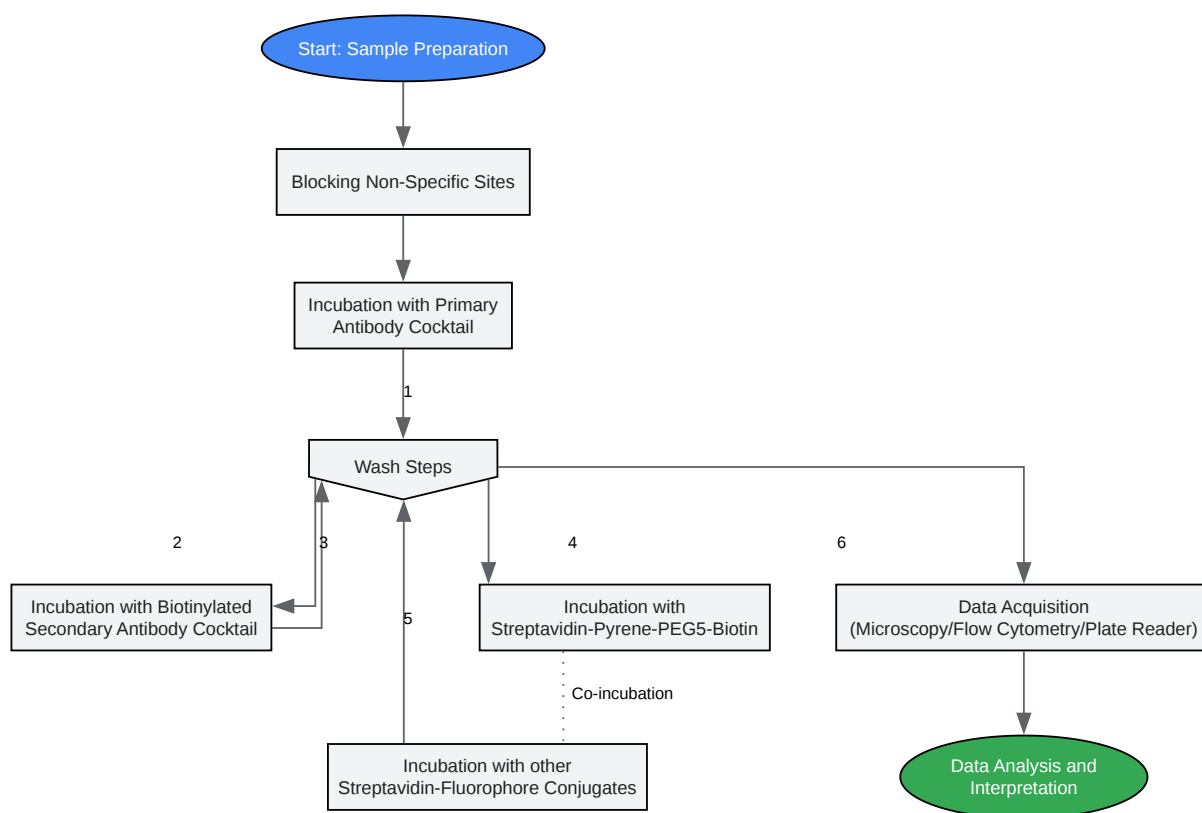 Start: Sample Preparation
Blocking Non-Specific Sites
Incubation with Primary
Antibody Cocktail
1
Wash Steps
2
3
4
6
Incubation with Biotinylated
Secondary Antibody Cocktail
5
Incubation with
Streptavidin-Pyrene-PEG5-Biotin
Data Acquisition
(Microscopy/Flow Cytometry/Plate Reader)
Co-incubation
Incubation with other
Streptavidin-Fluorophore Conjugates
Data Analysis and
Interpretation